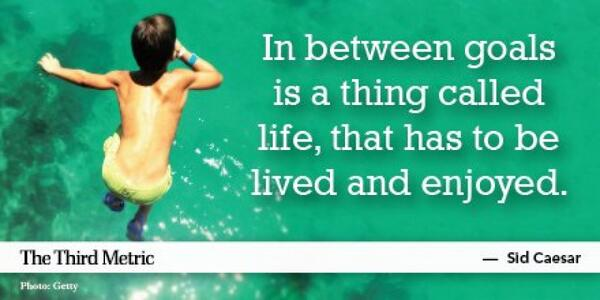 In between goals
is a thing called
life, that has to be
lived and enjoyed.
The Third Metric
— Sid Caesar
Photo: Getty